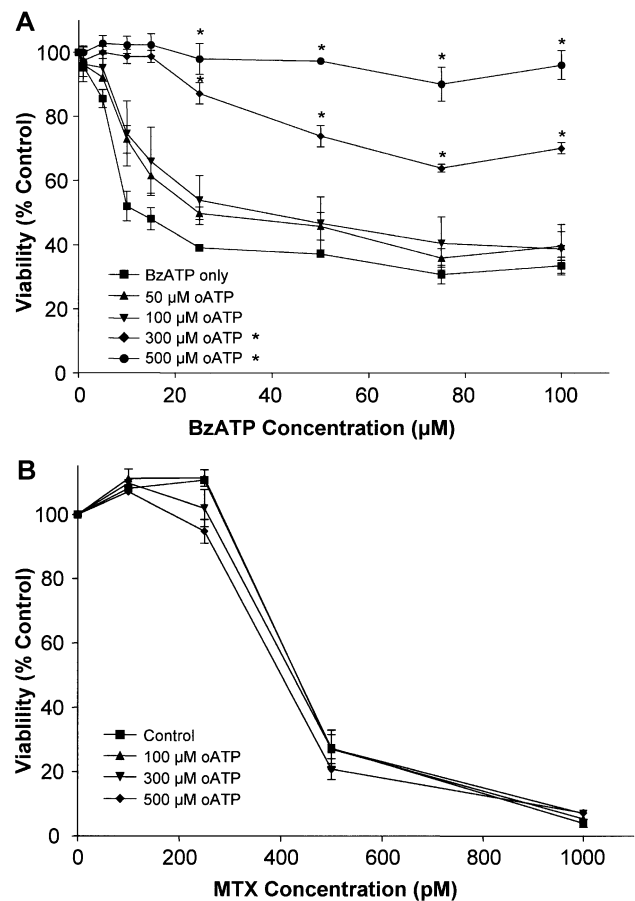 A
*
*
*
*
100
*
80
*
*
*
60
40
20
0
Viability (% Control)
BzATP only
50 µM oATP
100 µM oATP
300 µM oATP *
500 µM oATP *
0 20 40 60 80 100
BzATP Concentration (µM)
B
100
80
60
40
20
0
Viablility (% Control)
Control
100 µM oATP
300 µM oATP
500 µM oATP
0 200 400 600 800 1000
MTX Concentration (pM)